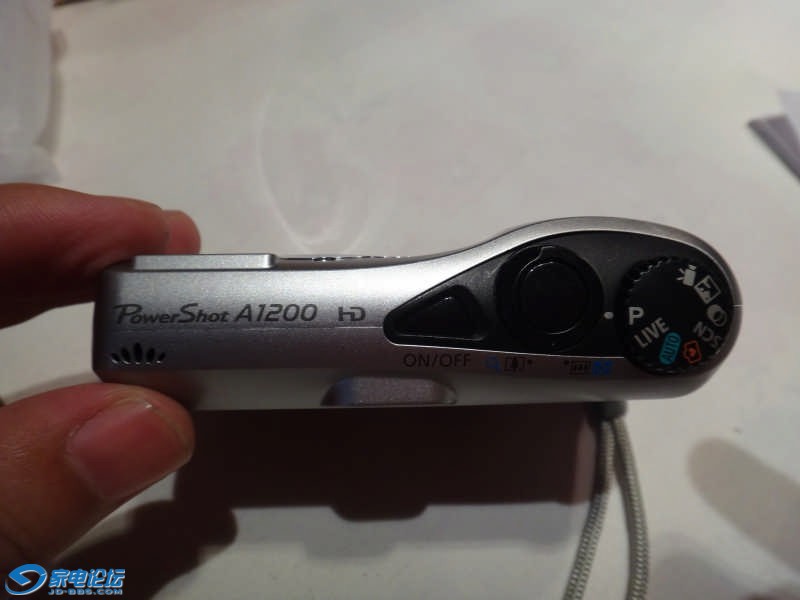 PowerShot A1200 HD
ON/OFF
P
LIVE
AUTO
SCN
家电论坛
JD-BBS.COM